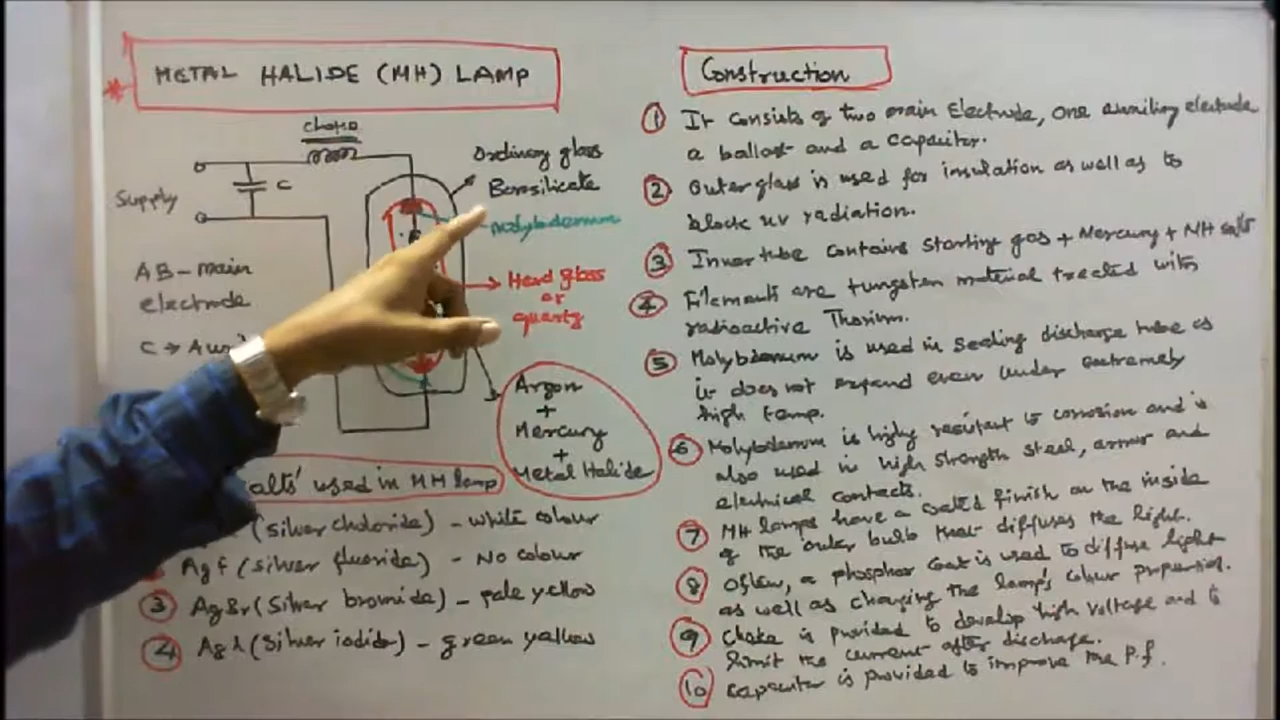 METAL HALIDE (MH) LAMP
Choke
C
Supply
AB-main
electrode
C → Auxi
ordinary glass
Borosilicate
Molybdenum
Hard glass
or
quartz
Argon
+
Mercury
+
Metal Halide
alts' used in MH lamp
(silver choloride) - white colour
Ag f (silver fluoride) - No colour
③ AgBr (Silver bromide) - pale yellow
④ AgI (Silver iodide) - green yellow
Construction
① It consists of two main Electrode, one auxiliary electrode
a ballast and a capacitor.
② Outer glass is used for insulation as well as to
block uv radiation.
③ Inner tube contains starting gas + Mercury + MH salts
④ Filaments are tungsten material treated with
radioactive Thorium.
⑤ Molybdenum is used in sealing discharge tube as
it does not expand even under extremely
high temp.
⑥ Molybdenum is highly resistant to corrosion and is
also used in high strength steel, armor and
electrical contacts.
⑦ MH lamps have a coated finish on the inside
of the outer bulb that diffuses the light.
⑧ Often, a phosphor coat is used to diffuse light
as well as changing the lamp's colour properties.
⑨ Choke is provided to develop high voltage and to
limit the current after discharge.
⑩ Capacitor is provided to improve the P.f.